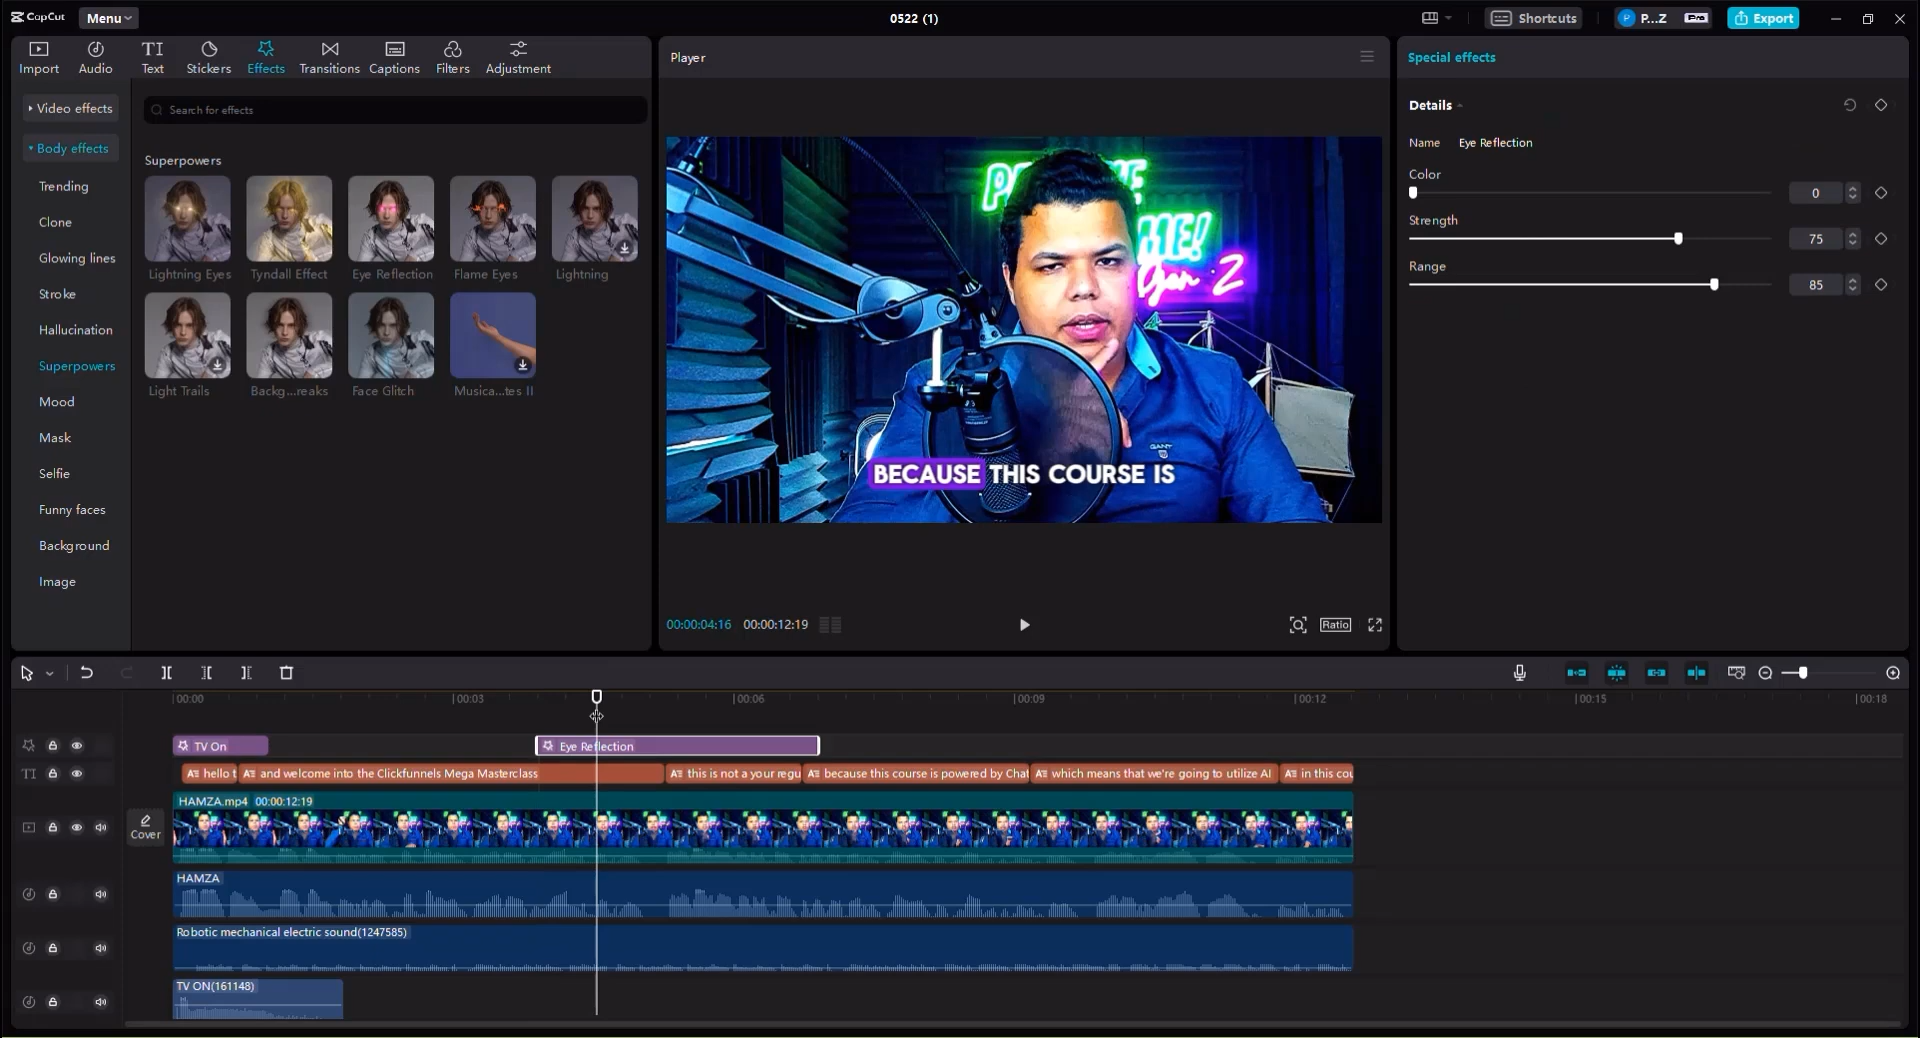 CapCut
Menu
0522 (1)
Shortcuts
P...Z
Pro
Export
Import
Audio
TI
Text
Stickers
Effects
Transitions
Captions
Filters
Adjustment
Player
Special effects
Video effects
Body effects
Trending
Clone
Glowing lines
Stroke
Hallucination
Superpowers
Mood
Mask
Selfie
Funny faces
Background
Image
Search for effects
Superpowers
Lightning Eyes
Tyndall Effect
Eye Reflection
Flame Eyes
Lightning
Light Trails
Backg...reaks
Face Glitch
Musica...tes II
ME!
Gen Z
GANT
BECAUSE THIS COURSE IS
00:00:04:16
00:00:12:19
Ratio
Details
Name
Eye Reflection
Color
0
Strength
75
Range
85
00:00
00:03
00:06
00:09
00:12
00:15
00:18
TV On
Eye Reflection
TI
hello t
and welcome into the Clickfunnels Mega Masterclass
this is not a your regu
because this course is powered by Chat
which means that we're going to utilize AI
in this cou
Cover
HAMZA.mp4 00:00:12:19
HAMZA
Robotic mechanical electric sound(1247585)
TV ON(161148)